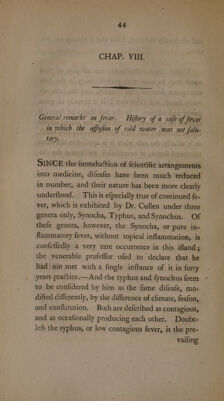 44
CHAP. VIII.
General remarks on fever. History of a case of fever
in which the affusion of cold water was not salu-
tary.
SINCE the introduction of scientific arrangements
into medicine, diseases have been much reduced
in number, and their nature has been more clearly
understood. This is especially true of continued fe-
ver, which is exhibited by Dr. Cullen under three
genera only, Synocha, Typhus, and Synochus. Of
these genera, however, the Synocha, or pure in-
flammatory fever, without topical inflammation, is
confessedly a very rare occurrence in this island;
the venerable professor used to declare that he
had not met with a single instance of it in forty
years practice.—And the typhus and synochus seem
to be considered by him as the same disease, mo-
dified differently, by the difference of climate, season,
and constitution. Both are described as contagious,
and as occasionally producing each other. Doubt-
less the typhus, or low contagious fever, is the pre-
vailing